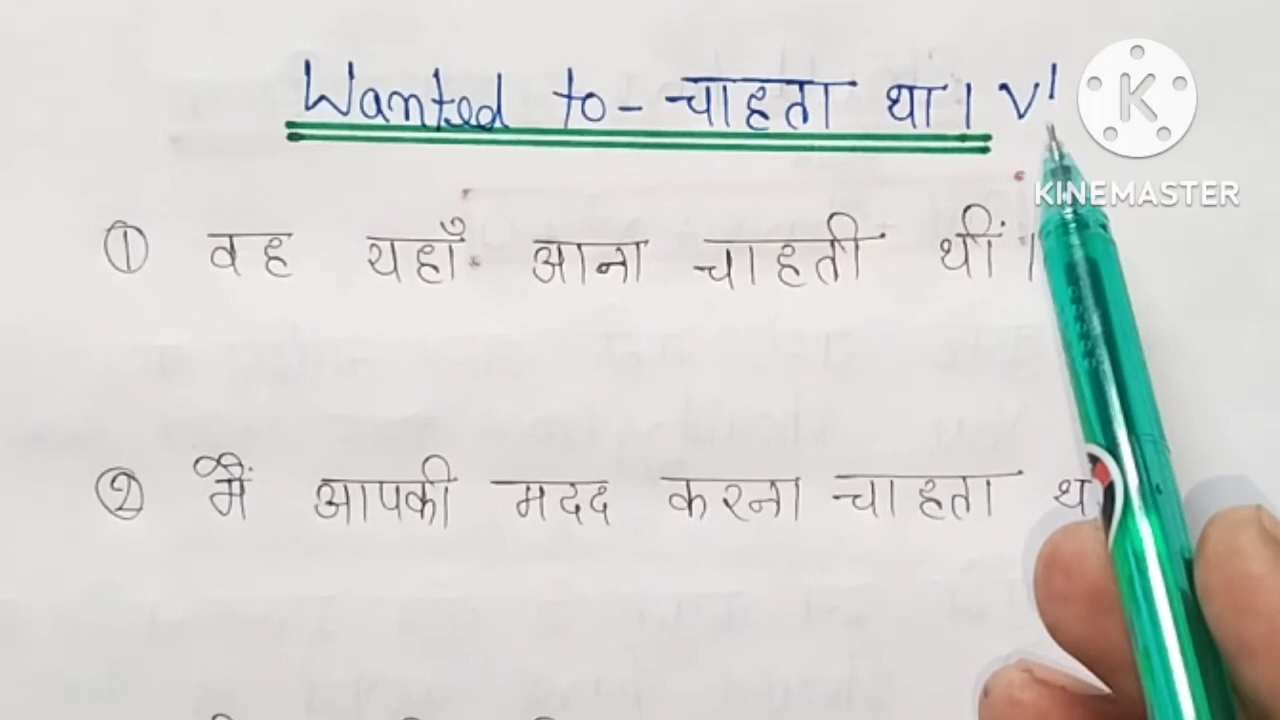 Wanted to - चाहता था। V¹
K
KINEMASTER
① वह यहाँ आना चाहती थीं।
② मैं आपकी मदद करना चाहता